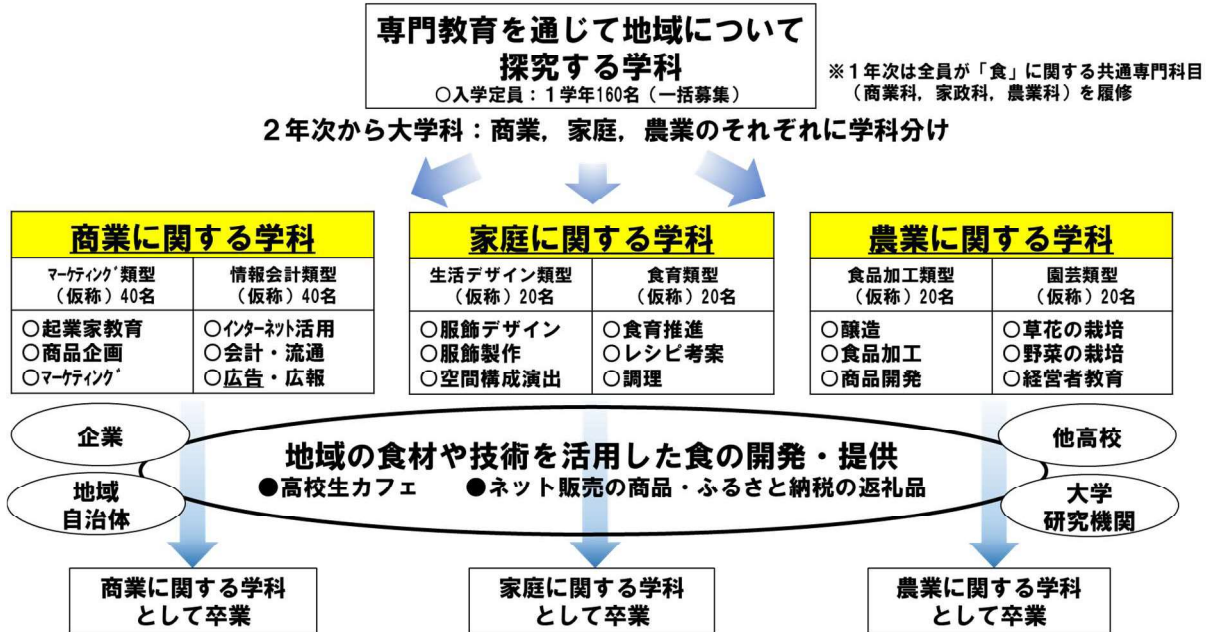 専門教育を通じて地域について
探究する学科
○入学定員：１学年160名（一括募集）
※１年次は全員が「食」に関する共通専門科目
（商業科，家政科，農業科）を履修
２年次から大学科：商業，家庭，農業のそれぞれに学科分け
商業に関する学科
マーケティング類型
（仮称）40名
情報会計類型
（仮称）40名
○起業家教育
○商品企画
○マーケティング
○インターネット活用
○会計・流通
○広告・広報
家庭に関する学科
生活デザイン類型
（仮称）20名
食育類型
（仮称）20名
○服飾デザイン
○服飾製作
○空間構成演出
○食育推進
○レシピ考案
○調理
農業に関する学科
食品加工類型
（仮称）20名
園芸類型
（仮称）20名
○醸造
○食品加工
○商品開発
○草花の栽培
○野菜の栽培
○経営者教育
企業
地域
自治体
地域の食材や技術を活用した食の開発・提供
●高校生カフェ　●ネット販売の商品・ふるさと納税の返礼品
他高校
大学
研究機関
商業に関する学科
として卒業
家庭に関する学科
として卒業
農業に関する学科
として卒業